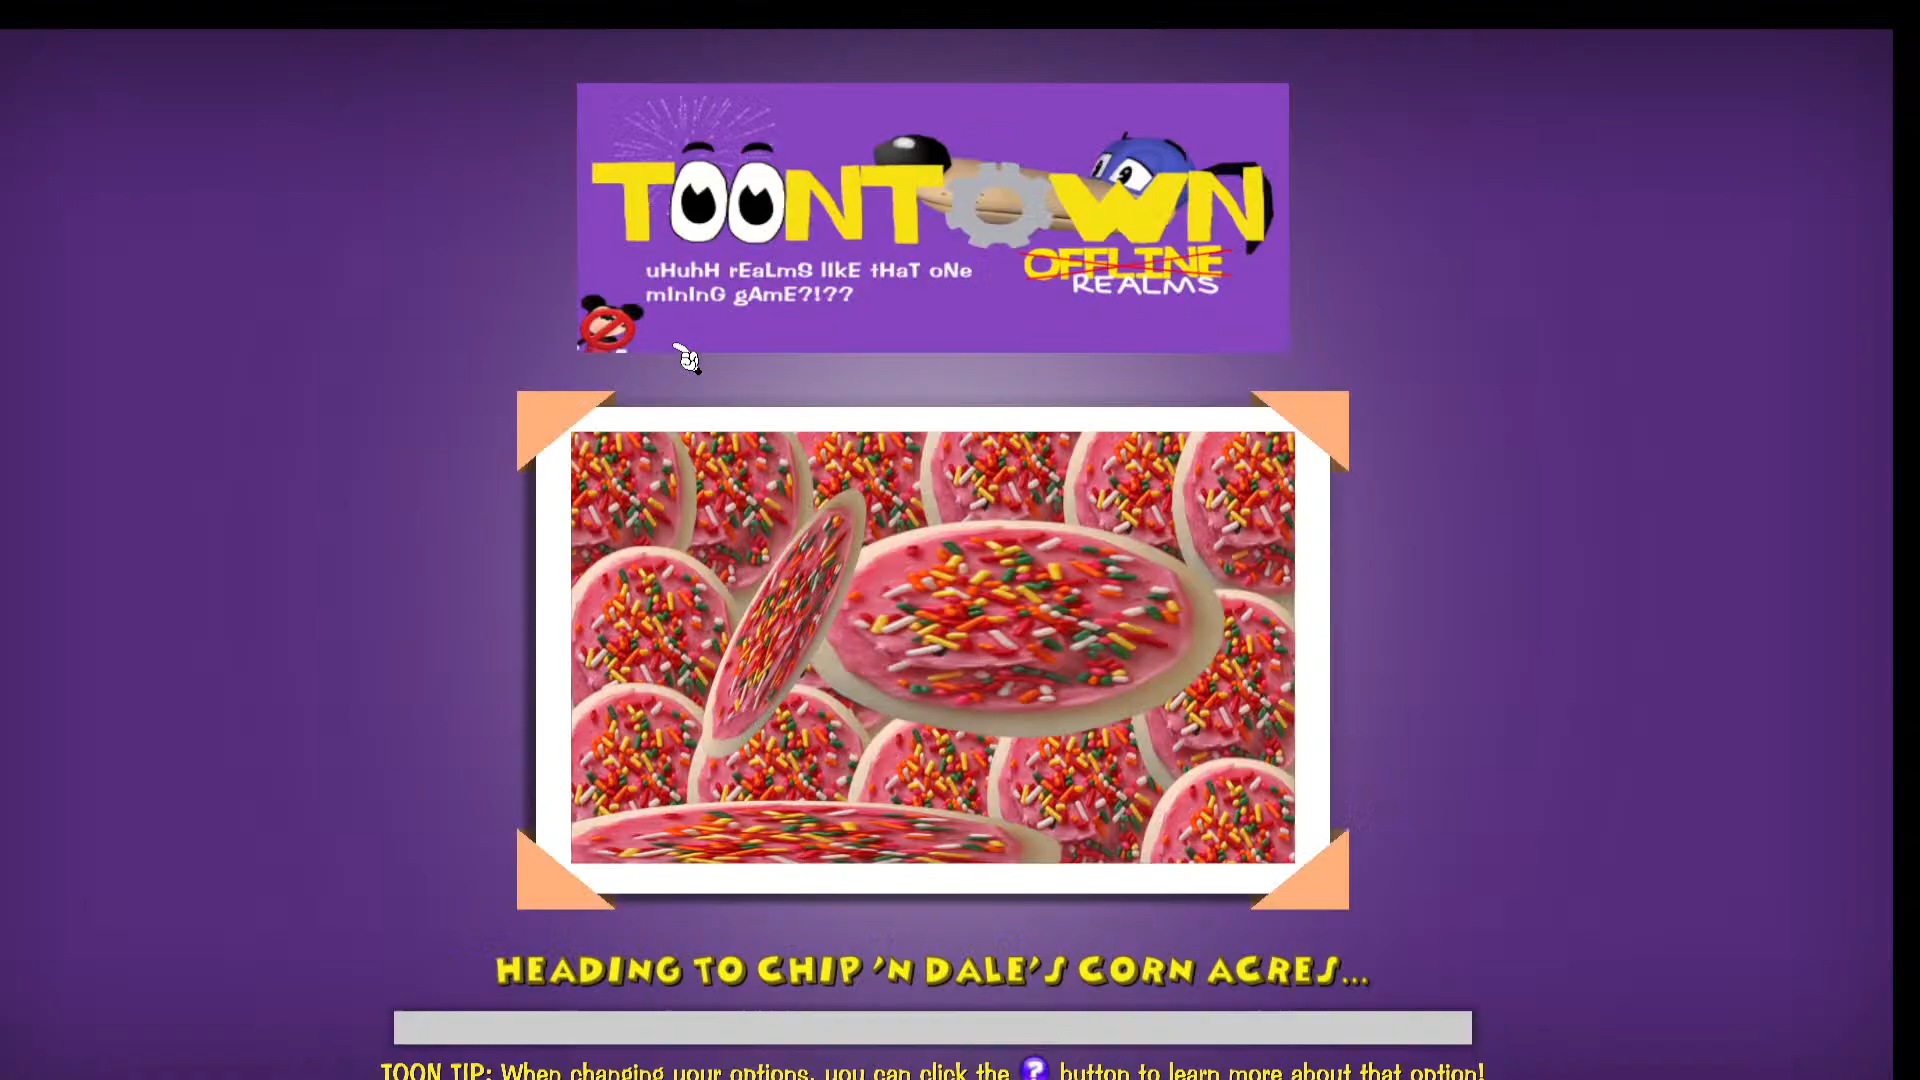 TOONTOWN
OFFLINE
REALMS
uHuhH rEaLmS lIkE tHaT oNe
mInInG gAmE?!??
HEADING TO CHIP 'N DALE'S CORN ACRES...
TOON TIP: When changing your options, you can click the ? button to learn more about that option!